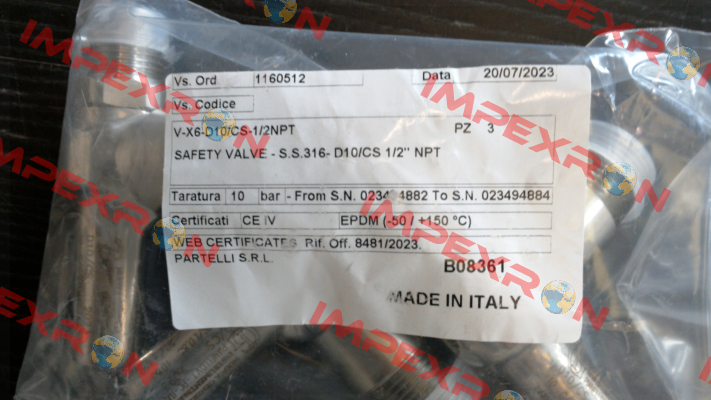 Vs. Ord 1160512 Data 20/07/2023
Vs. Codice
V-X6-D10/CS-1/2NPT PZ 3
SAFETY VALVE - S.S.316- D10/CS 1/2" NPT
Taratura 10 bar - From S.N. To S.N. 023494884
Certificati CE IV EPDM (-50 / +150 °C)
WEB CERTIFICATES Rif. Off. 8481/2023.
PARTELLI S.R.L. B08361
MADE IN ITALY
IMPEXRON
IMPEXRON
IMPEXRON
IMPEXRON
IMPEXRON